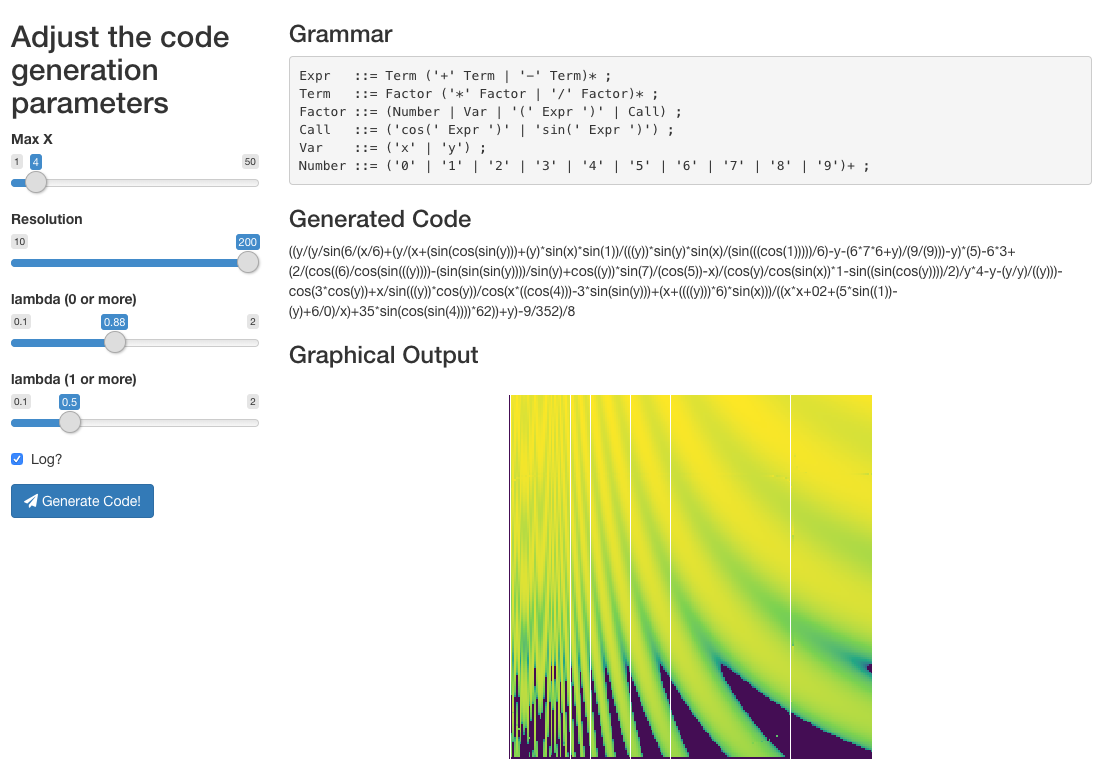 Adjust the code
generation
parameters
Max X
1 4 50
Resolution
10 200
lambda (0 or more)
0.1 0.88 2
lambda (1 or more)
0.1 0.5 2
Log?
Generate Code!
Grammar
Expr   ::= Term ('+' Term | '−' Term)∗ ;
Term   ::= Factor ('∗' Factor | '/' Factor)∗ ;
Factor ::= (Number | Var | '(' Expr ')' | Call) ;
Call   ::= ('cos(' Expr ')' | 'sin(' Expr ')') ;
Var    ::= ('x' | 'y') ;
Number ::= ('0' | '1' | '2' | '3' | '4' | '5' | '6' | '7' | '8' | '9')+ ;
Generated Code
((y/(y/sin(6/(x/6)+(y/(x+(sin(cos(sin(y)))+(y)*sin(x)*sin(1))/(((y))*sin(y)*sin(x)/(sin(((cos(1)))))/6)-y-(6*7*6+y)/(9/(9)))-y)*(5)-6*3+
(2/(cos((6)/cos(sin(((y))))-(sin(sin(sin(y))))/sin(y)+cos((y))*sin(7)/(cos(5))-x)/(cos(y)/cos(sin(x))*1-sin((sin(cos(y))))/2)/y*4-y-(y/y)/((y)))-
cos(3*cos(y))+x/sin(((y))*cos(y))/cos(x*((cos(4)))-3*sin(sin(y)))+(x+((((y))))*6)*sin(x)))/((x*x+02+(5*sin((1))-
(y)+6/0)/x)+35*sin(cos(sin(4))))*62))+y)-9/352)/8
Graphical Output